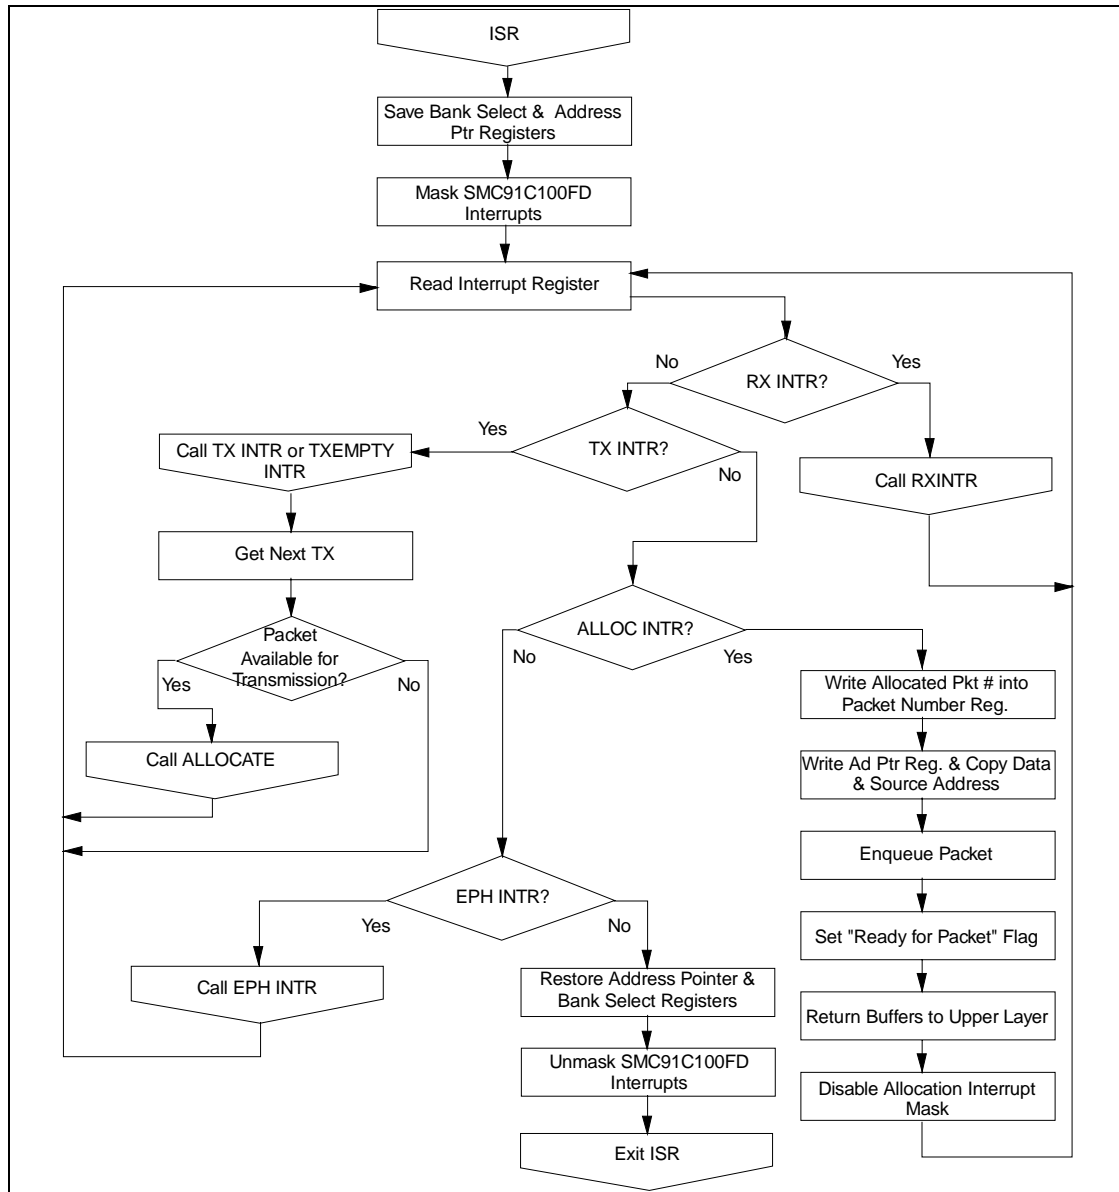 ISR
Save Bank Select & Address
Ptr Registers
Mask SMC91C100FD
Interrupts
Read Interrupt Register
No
RX INTR?
Yes
Yes
TX INTR?
No
Call TX INTR or TXEMPTY
INTR
Call RXINTR
Get Next TX
Packet
Available for
Transmission?
Yes
No
Call ALLOCATE
ALLOC INTR?
No
Yes
Write Allocated Pkt # into
Packet Number Reg.
Write Ad Ptr Reg. & Copy Data
& Source Address
Enqueue Packet
Set "Ready for Packet" Flag
Return Buffers to Upper Layer
Disable Allocation Interrupt
Mask
EPH INTR?
Yes
No
Call EPH INTR
Restore Address Pointer &
Bank Select Registers
Unmask SMC91C100FD
Interrupts
Exit ISR